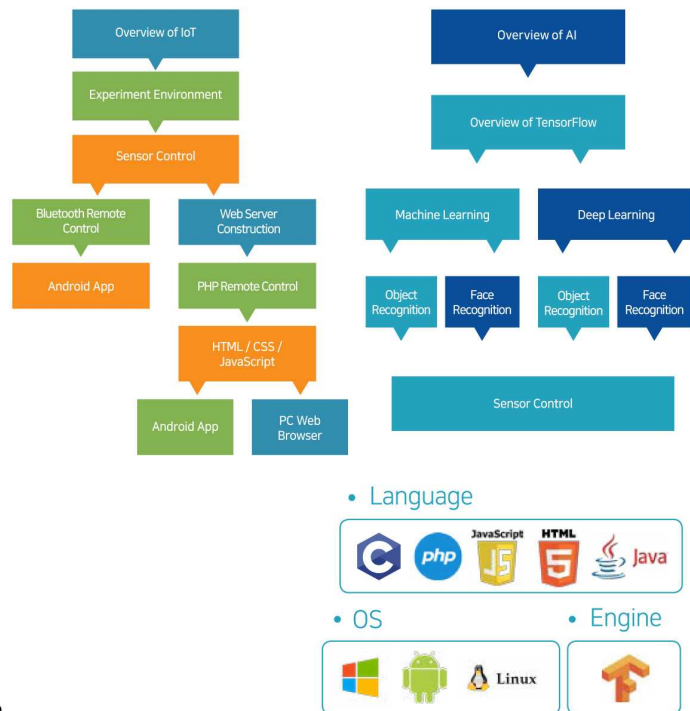 Overview of IoT
Experiment Environment
Sensor Control
Bluetooth Remote
Control
Web Server
Construction
Android App
PHP Remote Control
HTML / CSS /
JavaScript
Android App
PC Web
Browser
Overview of AI
Overview of TensorFlow
Machine Learning
Deep Learning
Object
Recognition
Face
Recognition
Object
Recognition
Face
Recognition
Sensor Control
• Language
C
php
JavaScript
JS
HTML
5
Java
• OS
Linux
• Engine